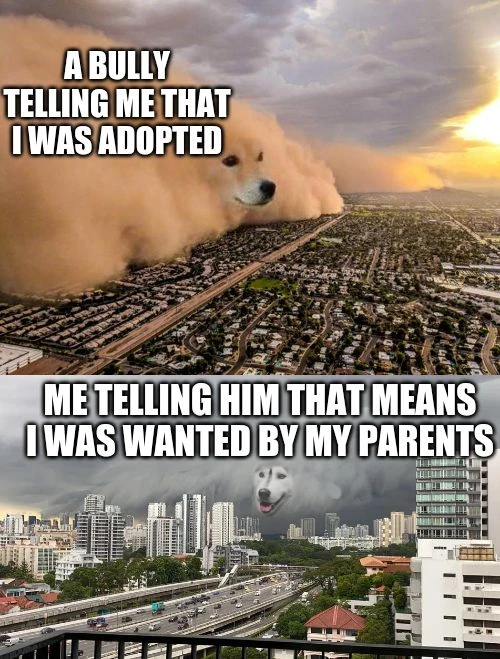 A BULLY
TELLING ME THAT
I WAS ADOPTED
ME TELLING HIM THAT MEANS
I WAS WANTED BY MY PARENTS